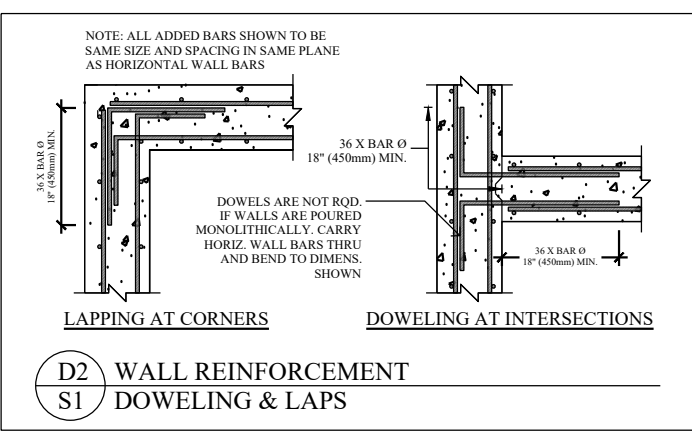 NOTE: ALL ADDED BARS SHOWN TO BE
SAME SIZE AND SPACING IN SAME PLANE
AS HORIZONTAL WALL BARS
36 X BAR Ø
18" (450mm) MIN.
36 X BAR Ø
18" (450mm) MIN.
DOWELS ARE NOT RQD.
IF WALLS ARE POURED
MONOLITHICALLY. CARRY
HORIZ. WALL BARS THRU
AND BEND TO DIMENS.
SHOWN
36 X BAR Ø
18" (450mm) MIN.
LAPPING AT CORNERS
DOWELING AT INTERSECTIONS
D2 WALL REINFORCEMENT
S1 DOWELING & LAPS